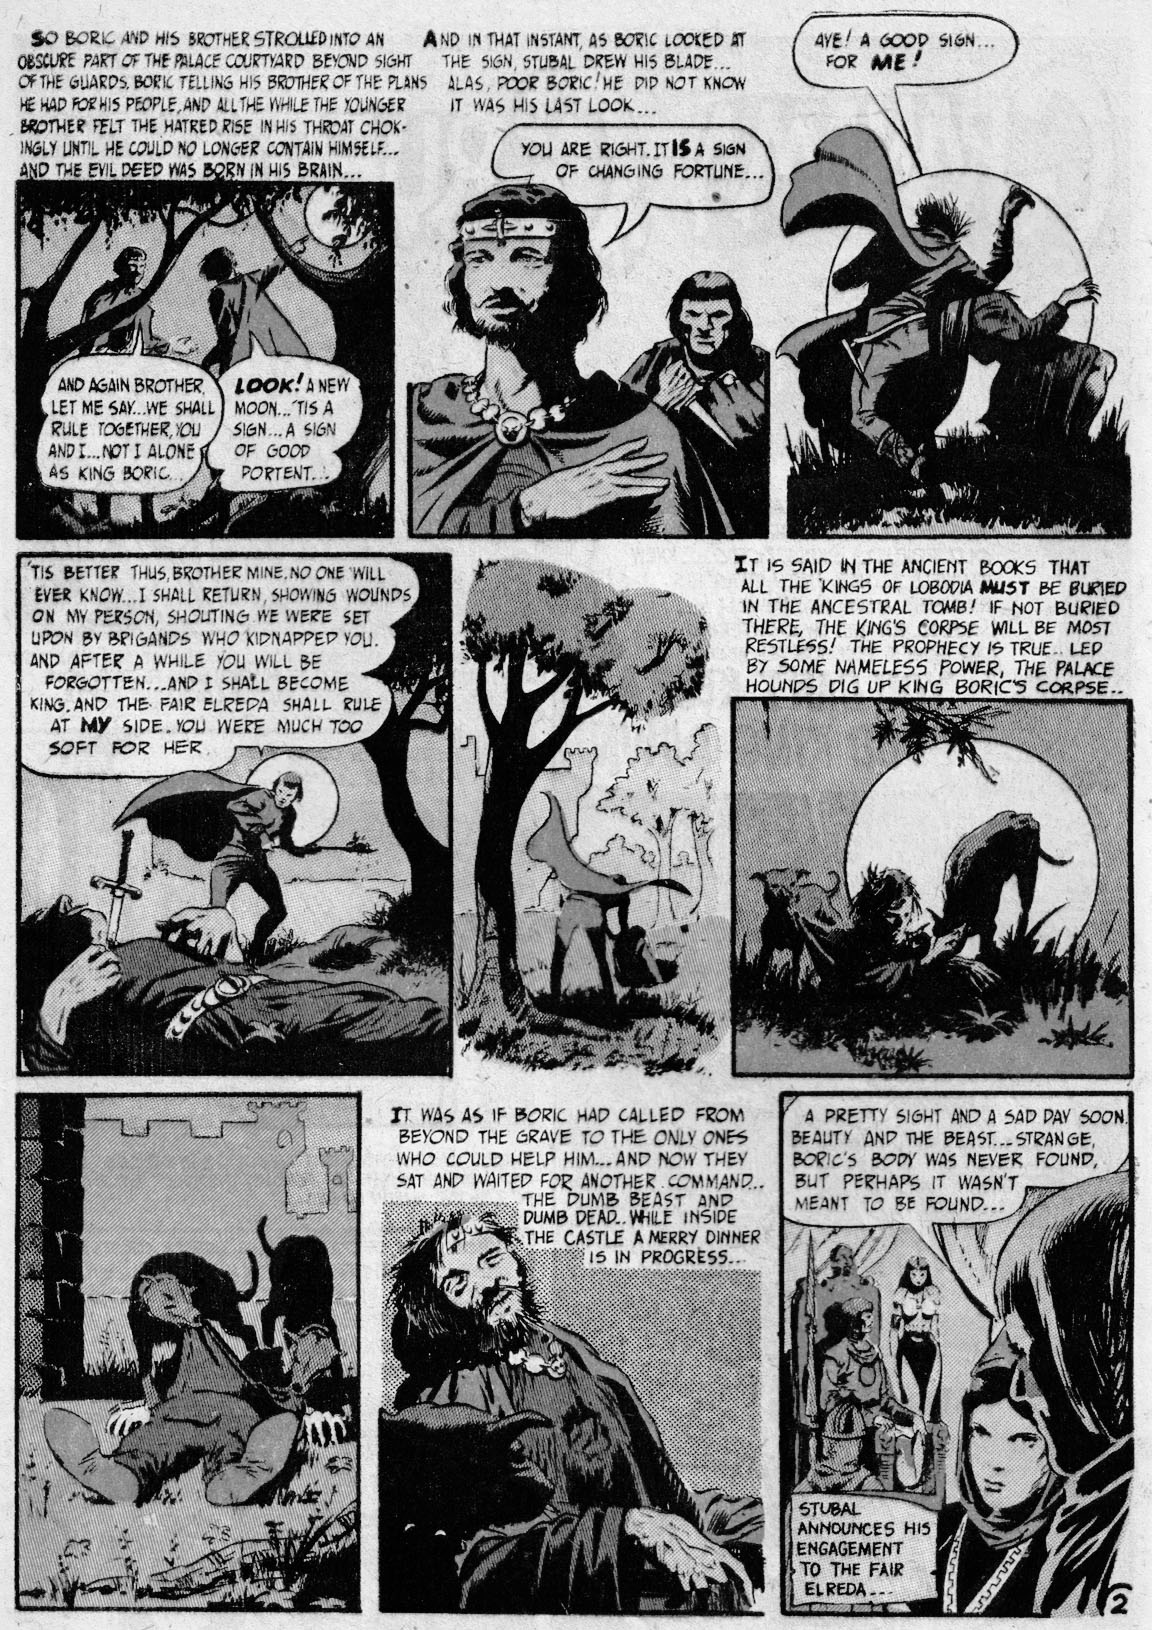 SO BORIC AND HIS BROTHER STROLLED INTO AN
OBSCURE PART OF THE PALACE COURTYARD BEYOND SIGHT
OF THE GUARDS. BORIC TELLING HIS BROTHER OF THE PLANS
HE HAD FOR HIS PEOPLE, AND ALL THE WHILE THE YOUNGER
BROTHER FELT THE HATRED RISE IN HIS THROAT CHOK-
INGLY UNTIL HE COULD NO LONGER CONTAIN HIMSELF...
AND THE EVIL DEED WAS BORN IN HIS BRAIN...
AND AGAIN BROTHER,
LET ME SAY...WE SHALL
RULE TOGETHER, YOU
AND I...NOT I ALONE
AS KING BORIC...
LOOK! A NEW
MOON...'TIS A
SIGN...A SIGN
OF GOOD
PORTENT...
AND IN THAT INSTANT, AS BORIC LOOKED AT
THE SIGN, STUBAL DREW HIS BLADE...
ALAS, POOR BORIC! HE DID NOT KNOW
IT WAS HIS LAST LOOK...
YOU ARE RIGHT. IT IS A SIGN
OF CHANGING FORTUNE...
AYE! A GOOD SIGN...
FOR ME!
'TIS BETTER THUS, BROTHER MINE. NO ONE WILL
EVER KNOW...I SHALL RETURN, SHOWING WOUNDS
ON MY PERSON, SHOUTING WE WERE SET
UPON BY BRIGANDS WHO KIDNAPPED YOU.
AND AFTER A WHILE YOU WILL BE
FORGOTTEN...AND I SHALL BECOME
KING. AND THE FAIR ELREDA SHALL RULE
AT MY SIDE. YOU WERE MUCH TOO
SOFT FOR HER.
IT IS SAID IN THE ANCIENT BOOKS THAT
ALL THE KINGS OF LOBODIA MUST BE BURIED
IN THE ANCESTRAL TOMB! IF NOT BURIED
THERE, THE KING'S CORPSE WILL BE MOST
RESTLESS! THE PROPHECY IS TRUE.. LED
BY SOME NAMELESS POWER, THE PALACE
HOUNDS DIG UP KING BORIC'S CORPSE..
IT WAS AS IF BORIC HAD CALLED FROM
BEYOND THE GRAVE TO THE ONLY ONES
WHO COULD HELP HIM...AND NOW THEY
SAT AND WAITED FOR ANOTHER COMMAND..
THE DUMB BEAST AND
DUMB DEAD..WHILE INSIDE
THE CASTLE A MERRY DINNER
IS IN PROGRESS...
A PRETTY SIGHT AND A SAD DAY SOON.
BEAUTY AND THE BEAST...STRANGE,
BORIC'S BODY WAS NEVER FOUND,
BUT PERHAPS IT WASN'T
MEANT TO BE FOUND...
STUBAL
ANNOUNCES HIS
ENGAGEMENT
TO THE FAIR
ELREDA...
2